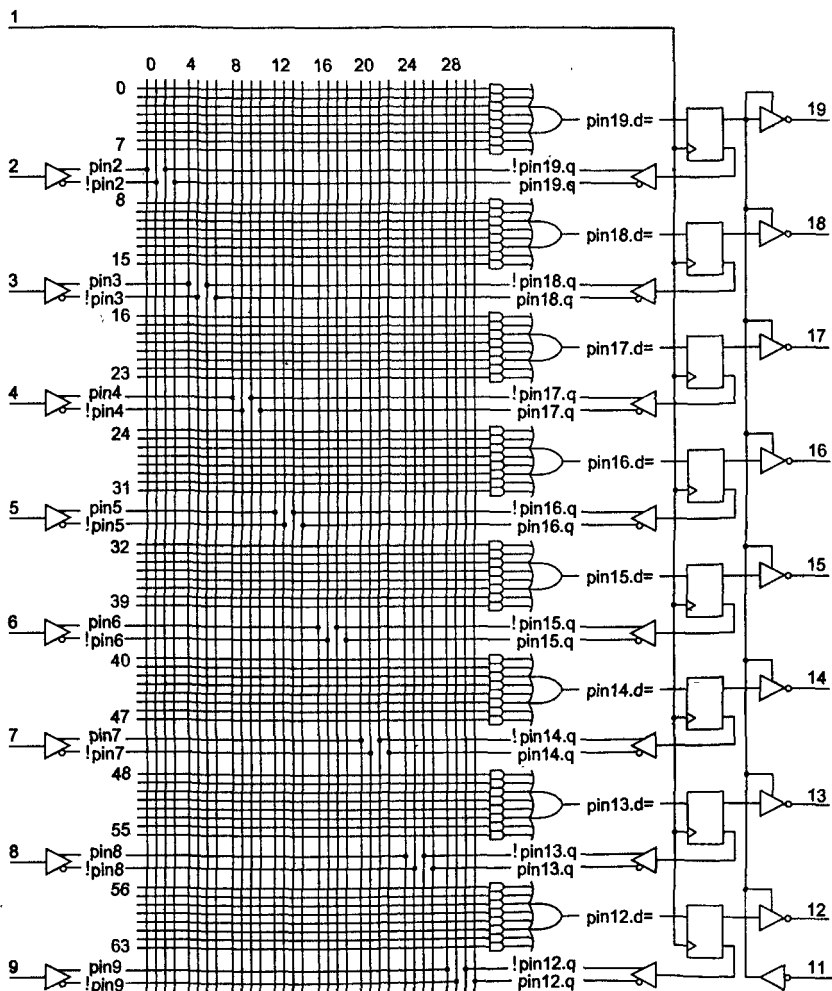 1
0 4 8 12 16 20 24 28
0
pin19.d= 19
7
2 pin2 !pin19.q
!pin2 pin19.q
8
pin18.d= 18
15
3 pin3 !pin18.q
!pin3 pin18.q
16
pin17.d= 17
23
4 pin4 !pin17.q
!pin4 pin17.q
24
pin16.d= 16
31
5 pin5 !pin16.q
!pin5 pin16.q
32
pin15.d= 15
39
6 pin6 !pin15.q
!pin6 pin15.q
40
pin14.d= 14
47
7 pin7 !pin14.q
!pin7 pin14.q
48
pin13.d= 13
55
8 pin8 !pin13.q
!pin8 pin13.q
56
pin12.d= 12
63
9 pin9 !pin12.q 11
!pin9 pin12.q